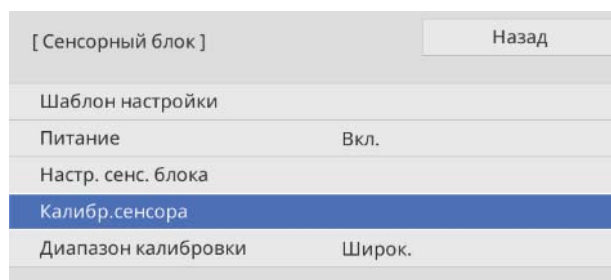 [ Сенсорный блок ] Назад
Шаблон настройки
Питание Вкл.
Настр. сенс. блока
Калибр.сенсора
Диапазон калибровки Широк.